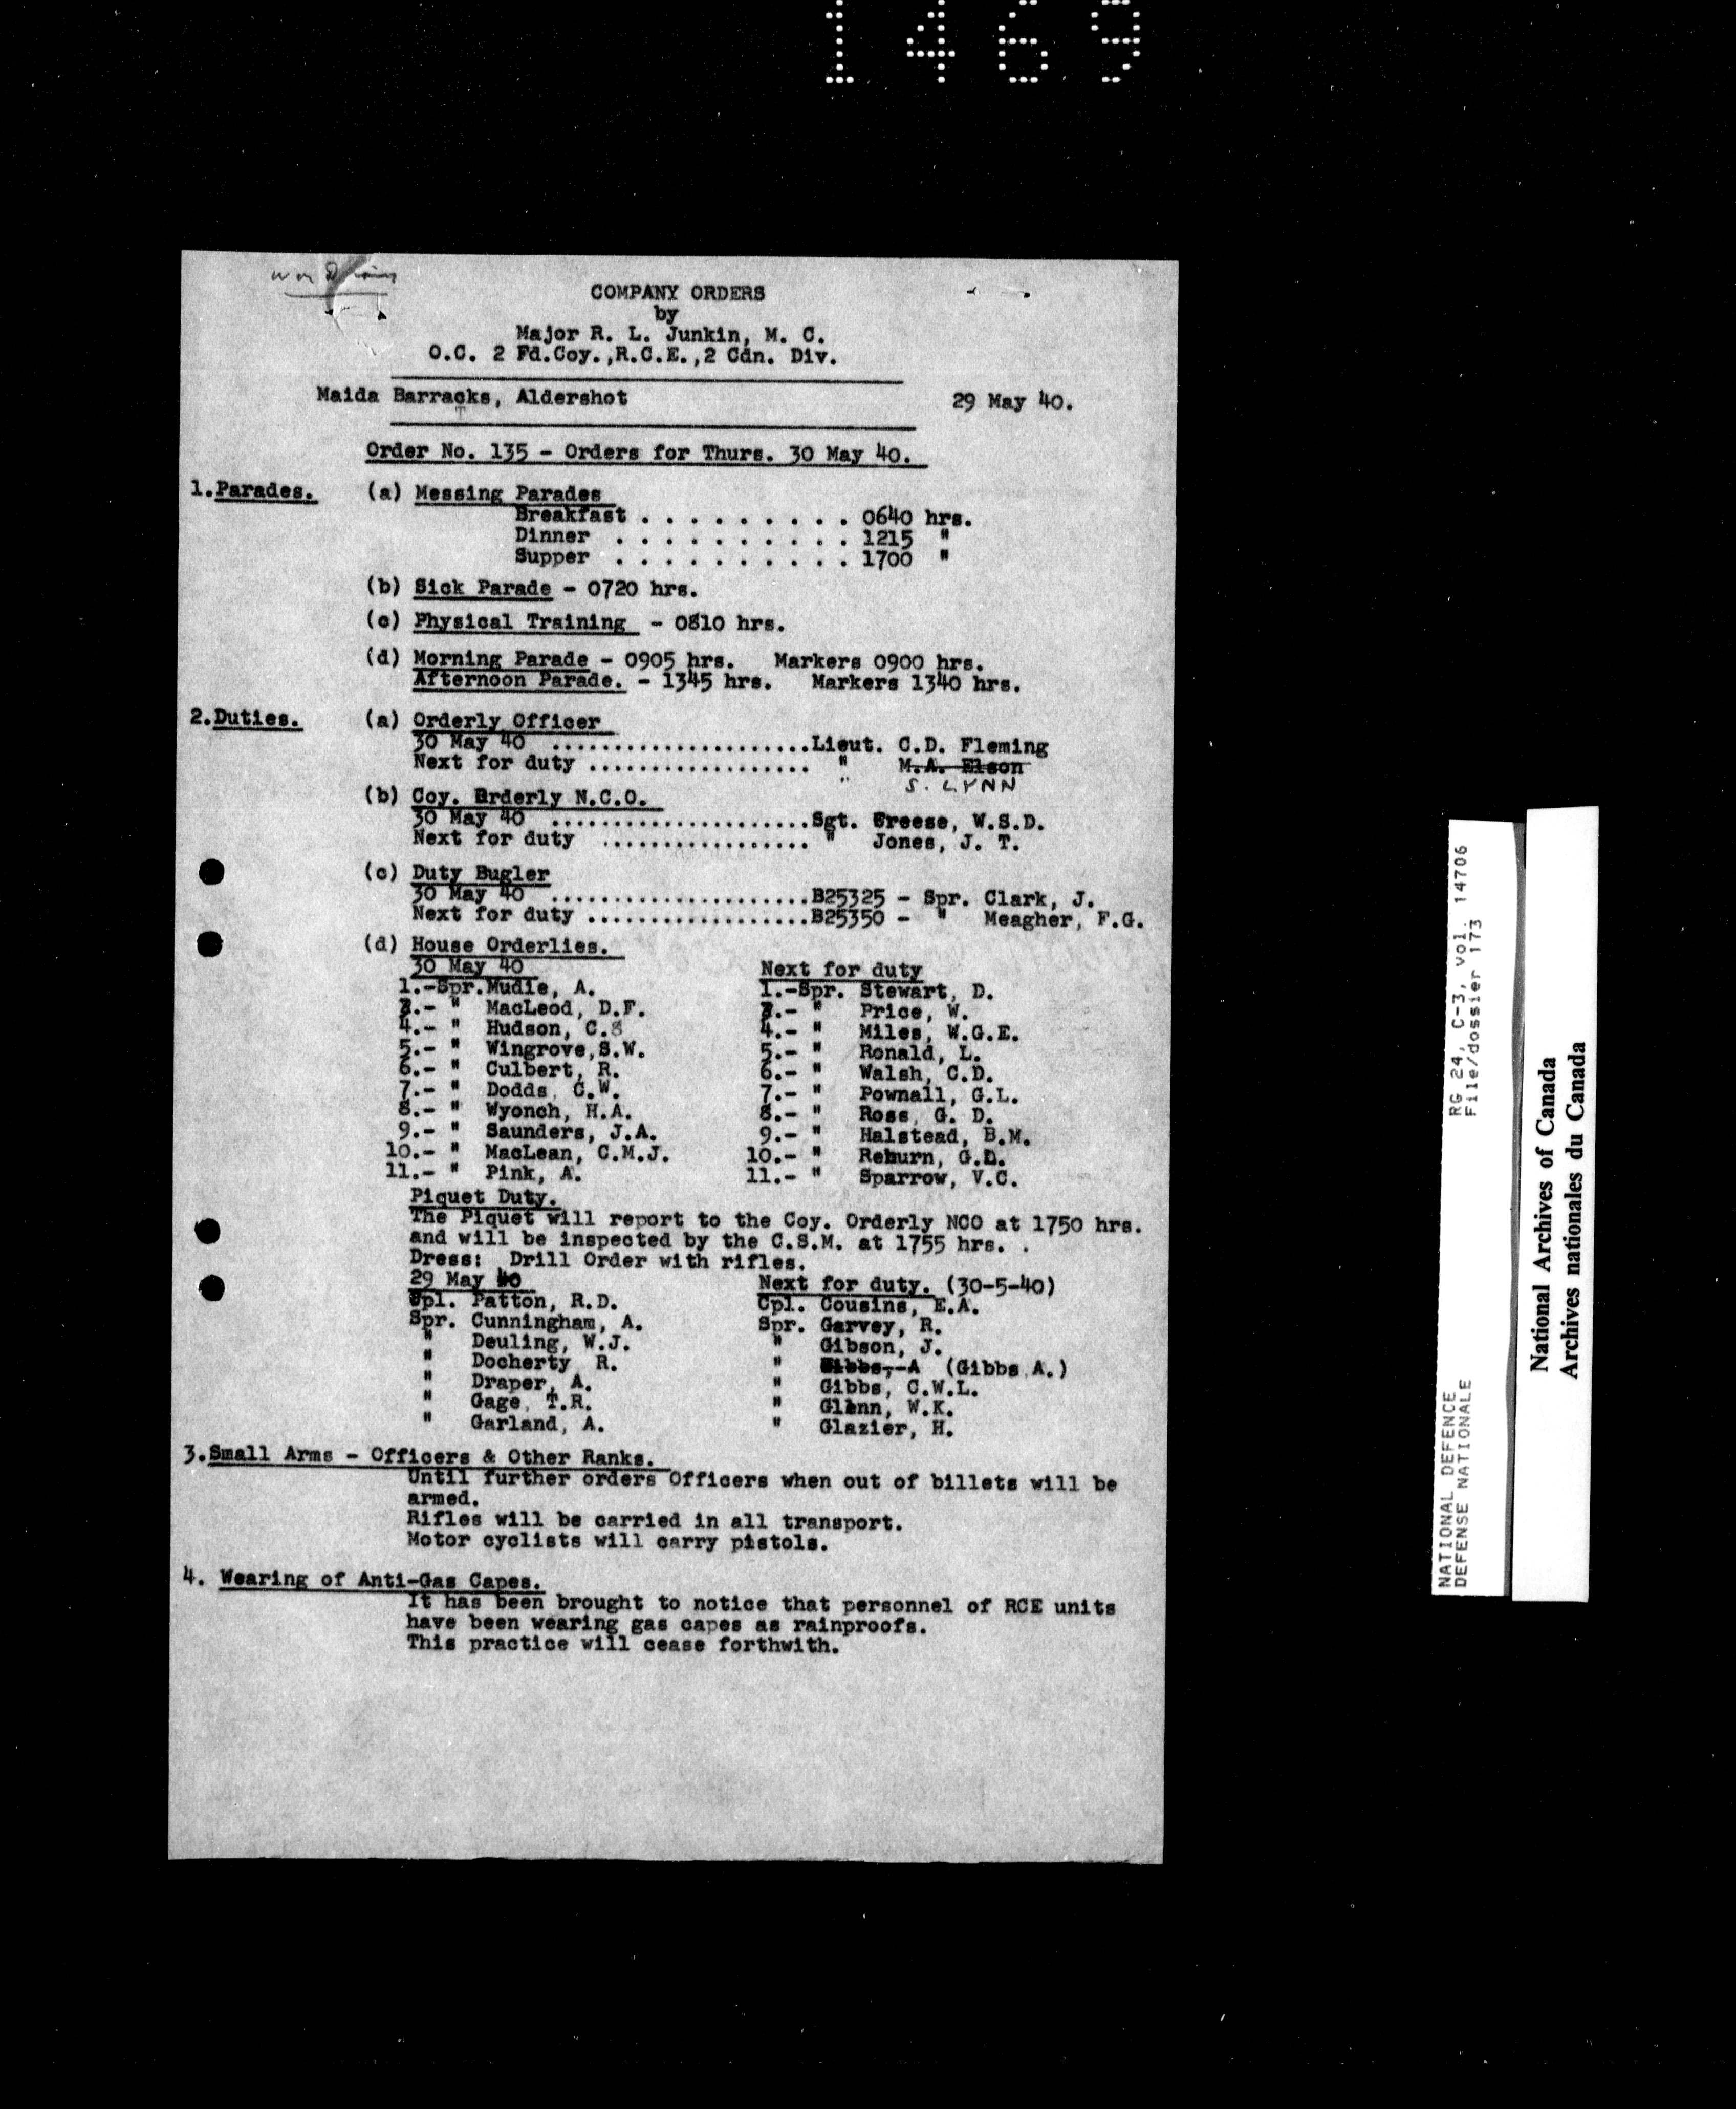 1469
COMPANY ORDERS
by
Major R. L. Junkin, M. C.
O.C. 2 Fd.Coy.,R.C.E.,2 Cdn. Div.
Maida Barracks, Aldershot 29 May 40.
Order No. 135 - Orders for Thurs. 30 May 40.
1.Parades. (a) Messing Parades
Breakfast . . . . . . . . . . 0640 hrs.
Dinner . . . . . . . . . . . 1215 "
Supper . . . . . . . . . . . 1700 "
(b) Sick Parade - 0720 hrs.
(c) Physical Training - 0810 hrs.
(d) Morning Parade - 0905 hrs. Markers 0900 hrs.
Afternoon Parade. - 1345 hrs. Markers 1340 hrs.
2.Duties. (a) Orderly Officer
30 May 40 .....................Lieut. C.D. Fleming
Next for duty .................. " M.A. Elson
S. LYNN
(b) Coy. Orderly N.C.O.
30 May 40 .....................Sgt. Freese, W.S.D.
Next for duty ................. " Jones, J. T.
(c) Duty Bugler
30 May 40 .....................B25325 - Spr. Clark, J.
Next for duty ..................B25350 - " Meagher, F.G.
(d) House Orderlies.
30 May 40 Next for duty
1.-Spr.Mudie, A. 1.-Spr. Stewart, D.
3.- " MacLeod, D.F. 3.- " Price, W.
4.- " Hudson, C.S 4.- " Miles, W.G.E.
5.- " Wingrove,S.W. 5.- " Ronald, L.
6.- " Culbert, R. 6.- " Walsh, C.D.
7.- " Dodds, C.W. 7.- " Pownall, G.L.
8.- " Wyonch, H.A. 8.- " Ross, G. D.
9.- " Saunders, J.A. 9.- " Halstead, B.M.
10.- " MacLean, C.M.J. 10.- " Reburn, G.D.
11.- " Pink, A. 11.- " Sparrow, V.C.
Piquet Duty.
The Piquet will report to the Coy. Orderly NCO at 1750 hrs.
and will be inspected by the C.S.M. at 1755 hrs. .
Dress: Drill Order with rifles.
29 May 40 Next for duty. (30-5-40)
Cpl. Patton, R.D. Cpl. Cousins, E.A.
Spr. Cunningham, A. Spr. Garvey, R.
" Deuling, W.J. " Gibson, J.
" Docherty R. " Gibbs, A (Gibbs A.)
" Draper, A. " Gibbs, C.W.L.
" Gage, T.R. " Glenn, W.K.
" Garland, A. " Glazier, H.
3.Small Arms - Officers & Other Ranks.
Until further orders Officers when out of billets will be
armed.
Rifles will be carried in all transport.
Motor cyclists will carry pistols.
4. Wearing of Anti-Gas Capes.
It has been brought to notice that personnel of RCE units
have been wearing gas capes as rainproofs.
This practice will cease forthwith.
NATIONAL DEFENCE RG 24, C-3, Vol. 14706
DEFENSE NATIONALE File/dossier 173
National Archives of Canada
Archives nationales du Canada